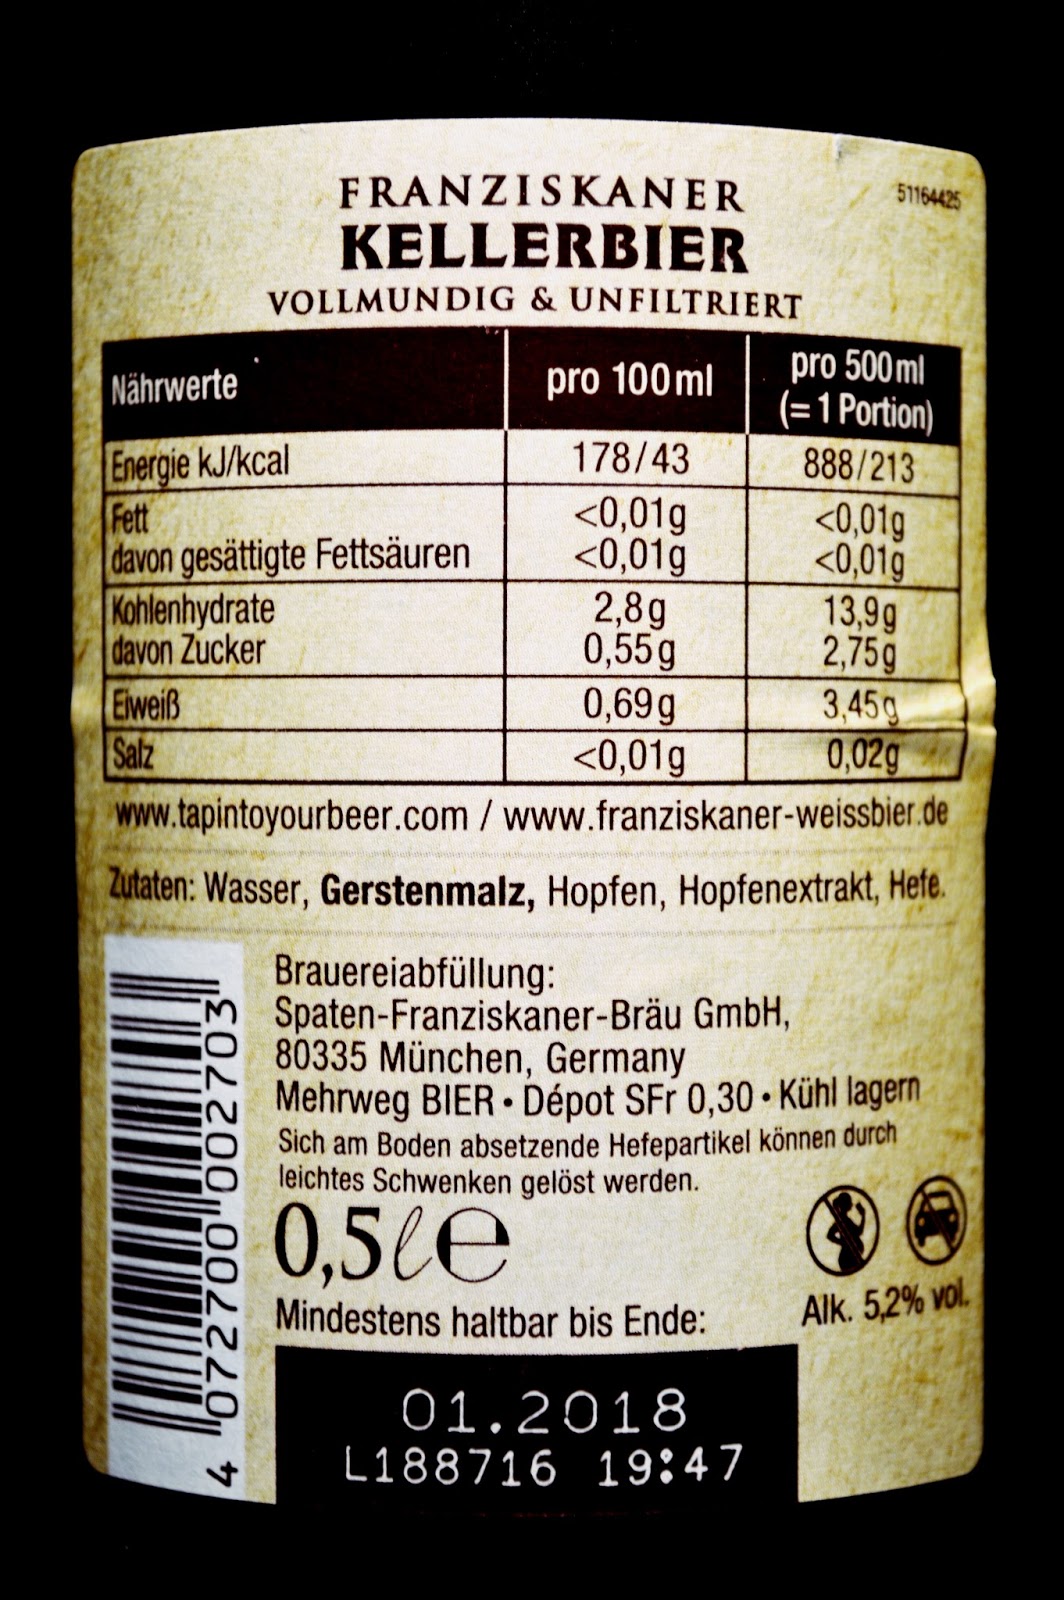 FRANZISKANER
51164425
KELLERBIER
VOLLMUNDIG & UNFILTRIERT
Nährwerte pro 100 ml pro 500 ml (= 1 Portion)
Energie kJ/kcal 178/43 888/213
Fett <0,01g <0,01g
davon gesättigte Fettsäuren <0,01g <0,01g
Kohlenhydrate 2,8g 13,9g
davon Zucker 0,55g 2,75g
Eiweiß 0,69g 3,45g
Salz <0,01g 0,02g
www.tapintoyourbeer.com / www.franziskaner-weissbier.de
Zutaten: Wasser, Gerstenmalz, Hopfen, Hopfenextrakt, Hefe.
Brauereiabfüllung:
Spaten-Franziskaner-Bräu GmbH,
80335 München, Germany
Mehrweg BIER • Dépot SFr 0,30 • Kühl lagern
Sich am Boden absetzende Hefepartikel können durch
leichtes Schwenken gelöst werden.
0,5 ℓ e
Alk. 5,2% vol.
Mindestens haltbar bis Ende:
01.2018
L188716 19:47
4 072700 002703